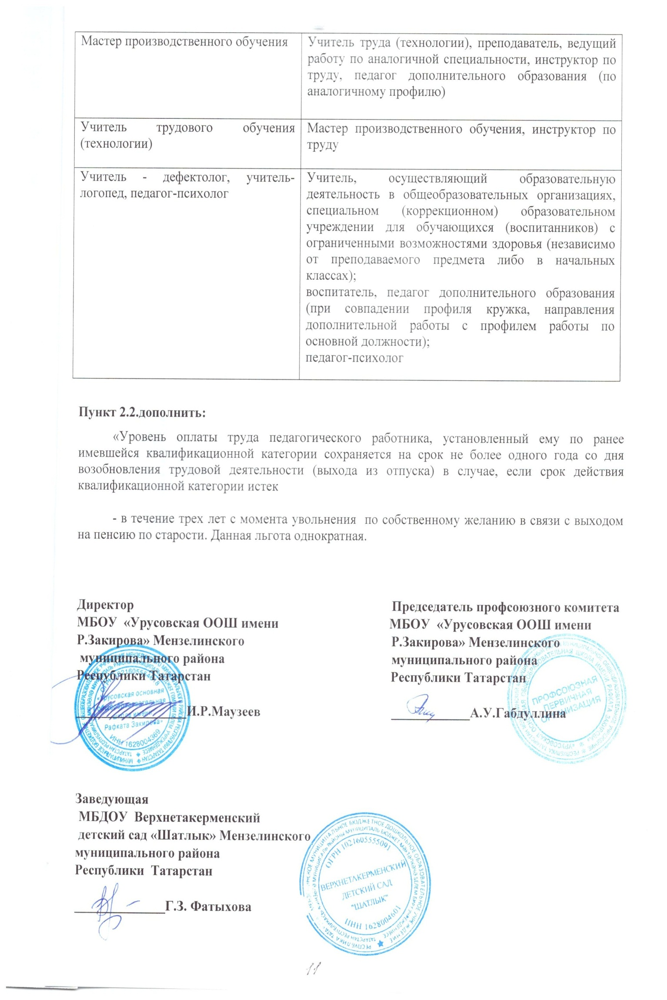 Мастер производственного обучения
Учитель труда (технологии), преподаватель, ведущий
работу по аналогичной специальности, инструктор по
труду, педагог дополнительного образования (по
аналогичному профилю)
Учитель трудового обучения
(технологии)
Мастер производственного обучения, инструктор по
труду
Учитель - дефектолог, учитель-
логопед, педагог-психолог
Учитель, осуществляющий образовательную
деятельность в общеобразовательных организациях,
специальном (коррекционном) образовательном
учреждении для обучающихся (воспитанников) с
ограниченными возможностями здоровья (независимо
от преподаваемого предмета либо в начальных
классах);
воспитатель, педагог дополнительного образования
(при совпадении профиля кружка, направления
дополнительной работы с профилем работы по
основной должности);
педагог-психолог
Пункт 2.2.дополнить:
«Уровень оплаты труда педагогического работника, установленный ему по ранее
имевшейся квалификационной категории сохраняется на срок не более одного года со дня
возобновления трудовой деятельности (выхода из отпуска) в случае, если срок действия
квалификационной категории истек
- в течение трех лет с момента увольнения по собственному желанию в связи с выходом
на пенсию по старости. Данная льгота однократная.
Директор
МБОУ «Урусовская ООШ имени
Р.Закирова» Мензелинского
муниципального района
Республики Татарстан
И.Р.Маузеев
«Урусовская основная
общеобразовательная
школа имени
Рафката Закирова»
ИНН 1628004369
Председатель профсоюзного комитета
МБОУ «Урусовская ООШ имени
Р.Закирова» Мензелинского
муниципального района
Республики Татарстан
А.У.Габдуллина
ПРОФСОЮЗНАЯ
ПЕРВИЧНАЯ
ОРГАНИЗАЦИЯ
Заведующая
МБДОУ Верхнетакерменский
детский сад «Шатлык» Мензелинского
муниципального района
Республики Татарстан
Г.З. Фатыхова
ОГРН 1021605555091
ВЕРХНЕТАКЕРМЕНСКИЙ
ДЕТСКИЙ САД
"ШАТЛЫК"
ИНН 1628004601
11